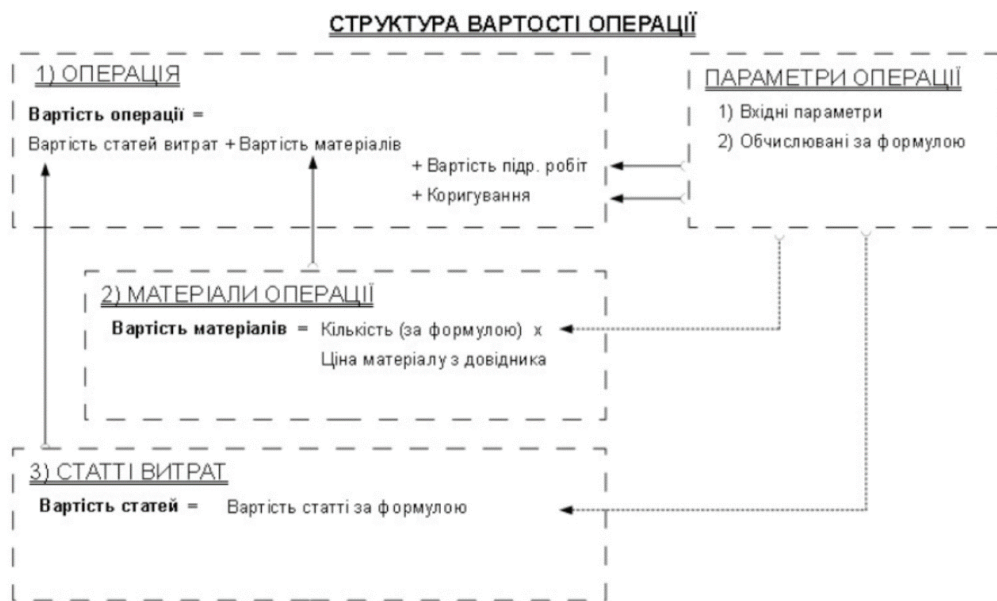 СТРУКТУРА ВАРТОСТІ ОПЕРАЦІЇ
1) ОПЕРАЦІЯ
Вартість операції =
Вартість статей витрат + Вартість матеріалів
+ Вартість підр. робіт
+ Коригування
ПАРАМЕТРИ ОПЕРАЦІЇ
1) Вхідні параметри
2) Обчислювані за формулою
2) МАТЕРІАЛИ ОПЕРАЦІЇ
Вартість матеріалів = Кількість (за формулою) x
Ціна матеріалу з довідника
3) СТАТТІ ВИТРАТ
Вартість статей = Вартість статті за формулою